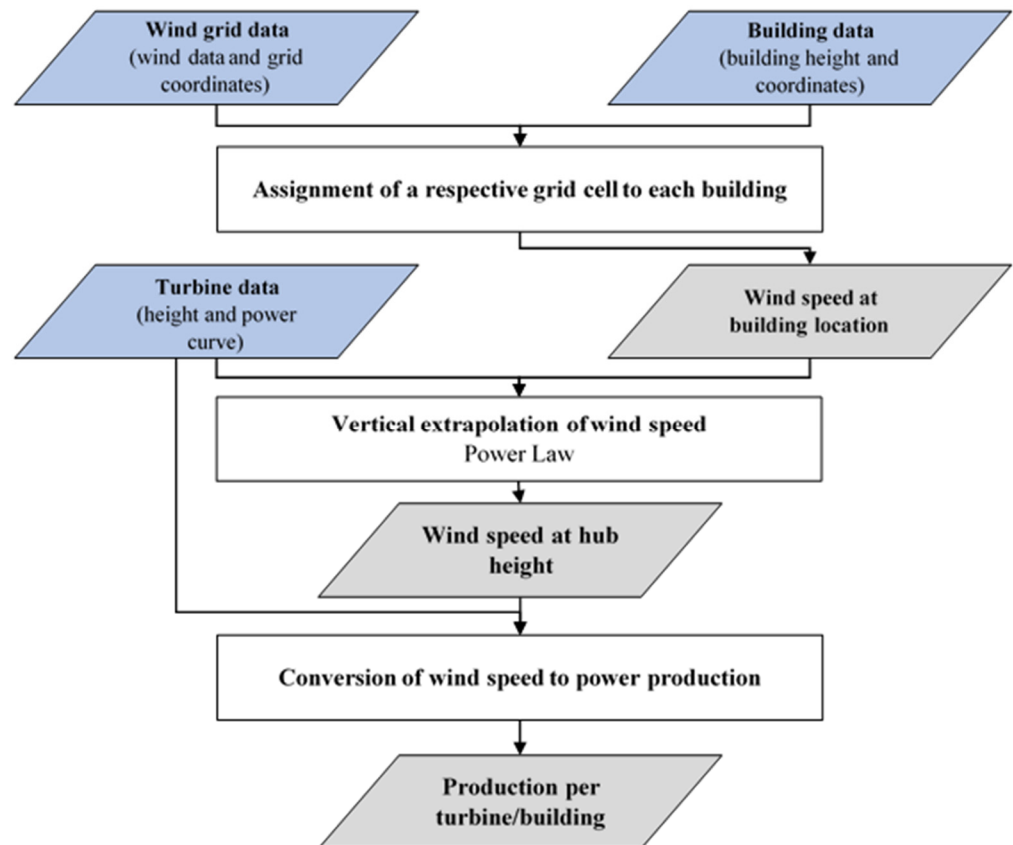 Wind grid data
(wind data and grid
coordinates)
Building data
(building height and
coordinates)
Assignment of a respective grid cell to each building
Turbine data
(height and power
curve)
Wind speed at
building location
Vertical extrapolation of wind speed
Power Law
Wind speed at hub
height
Conversion of wind speed to power production
Production per
turbine/building